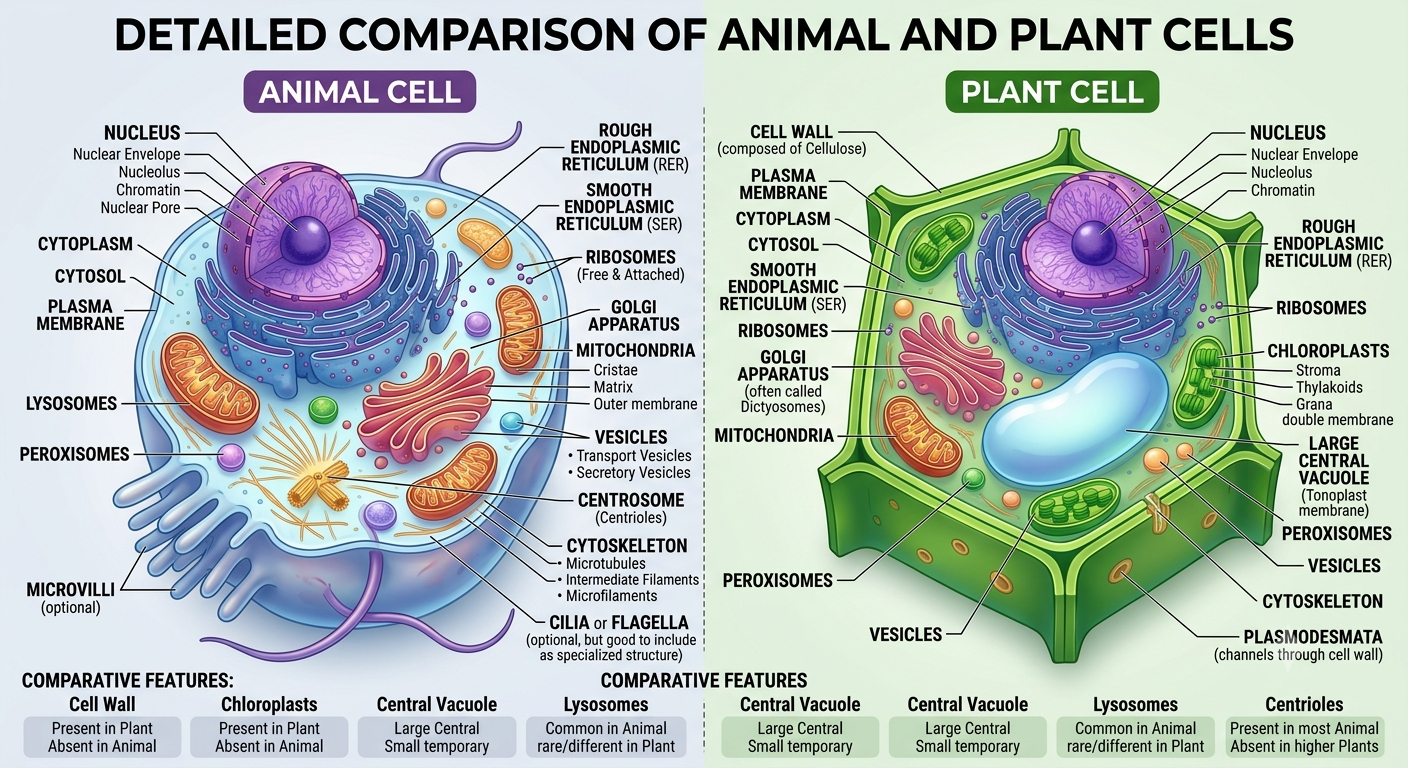 DETAILED COMPARISON OF ANIMAL AND PLANT CELLS
ANIMAL CELL
NUCLEUS
Nuclear Envelope
Nucleolus
Chromatin
Nuclear Pore
CYTOPLASM
CYTOSOL
PLASMA
MEMBRANE
LYSOSOMES
PEROXISOMES
MICROVILLI
(optional)
ROUGH
ENDOPLASMIC
RETICULUM (RER)
SMOOTH
ENDOPLASMIC
RETICULUM (SER)
RIBOSOMES
(Free & Attached)
GOLGI
APPARATUS
MITOCHONDRIA
Cristae
Matrix
Outer membrane
VESICLES
• Transport Vesicles
• Secretory Vesicles
CENTROSOME
(Centrioles)
CYTOSKELETON
• Microtubules
• Intermediate Filaments
• Microfilaments
CILIA or FLAGELLA
(optional, but good to include
as specialized structure)
PLANT CELL
CELL WALL
(composed of Cellulose)
PLASMA
MEMBRANE
CYTOPLASM
CYTOSOL
SMOOTH
ENDOPLASMIC
RETICULUM (SER)
RIBOSOMES
GOLGI
APPARATUS
(often called
Dictyosomes)
MITOCHONDRIA
PEROXISOMES
VESICLES
NUCLEUS
Nuclear Envelope
Nucleolus
Chromatin
ROUGH
ENDOPLASMIC
RETICULUM (RER)
RIBOSOMES
CHLOROPLASTS
Stroma
Thylakoids
Grana
double membrane
LARGE
CENTRAL
VACUOLE
(Tonoplast
membrane)
PEROXISOMES
VESICLES
CYTOSKELETON
PLASMODESMATA
(channels through cell wall)
COMPARATIVE FEATURES:
COMPARATIVE FEATURES
Cell Wall
Present in Plant
Absent in Animal
Chloroplasts
Present in Plant
Absent in Animal
Central Vacuole
Large Central
Small temporary
Lysosomes
Common in Animal
rare/different in Plant
Central Vacuole
Large Central
Small temporary
Central Vacuole
Large Central
Small temporary
Lysosomes
Common in Animal
rare/different in Plant
Centrioles
Present in most Animal
Absent in higher Plants